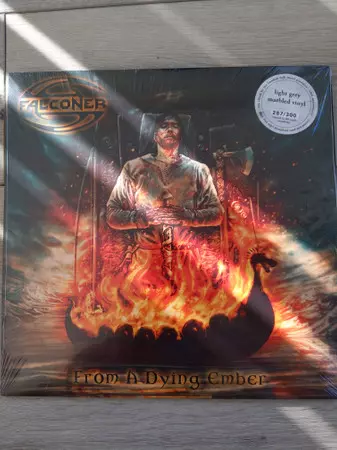 FALCONER
light grey
marbled vinyl
297/300
From A Dying Ember